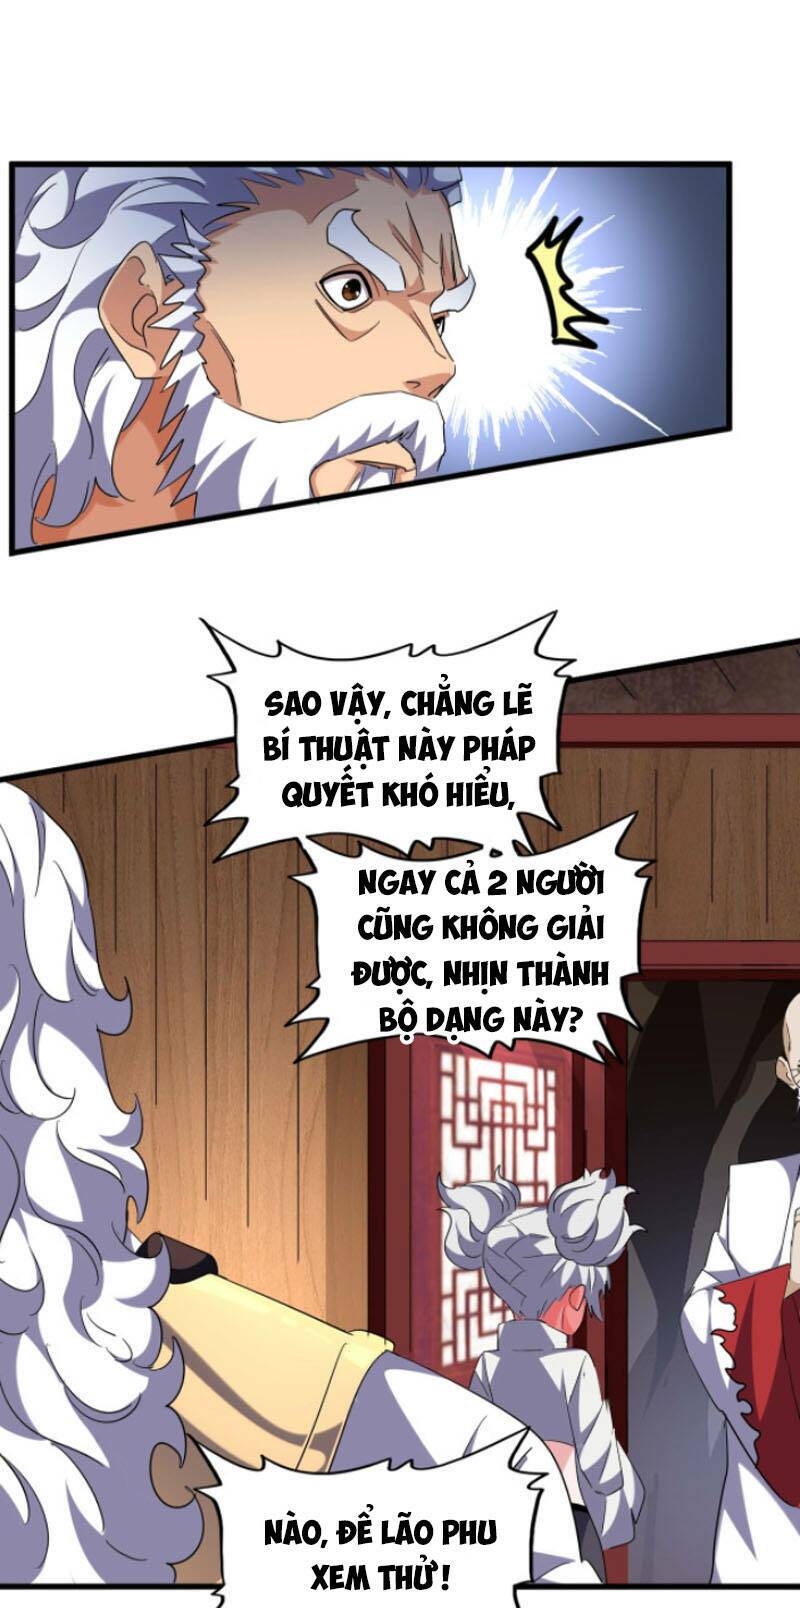 SAO VẬY, CHẲNG LẼ
BÍ THUẬT NÀY PHÁP
QUYẾT KHÓ HIỂU,
NGAY CẢ 2 NGƯỜI
CŨNG KHÔNG GIẢI
ĐƯỢC, NHỊN THÀNH
BỘ DẠNG NÀY?
NÀO, ĐỂ LÃO PHU
XEM THỬ!